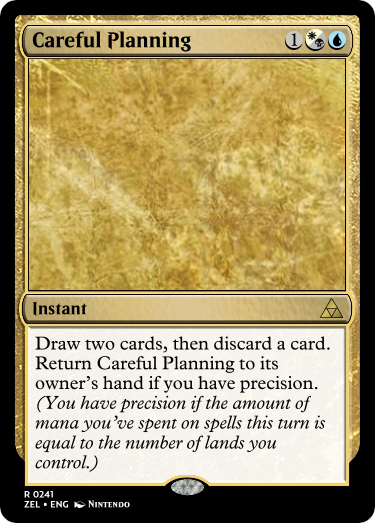 Careful Planning 1
Instant
Draw two cards, then discard a card.
Return Careful Planning to its
owner's hand if you have precision.
(You have precision if the amount of
mana you've spent on spells this turn is
equal to the number of lands you
control.)
R 0241
ZEL • ENG Nintendo